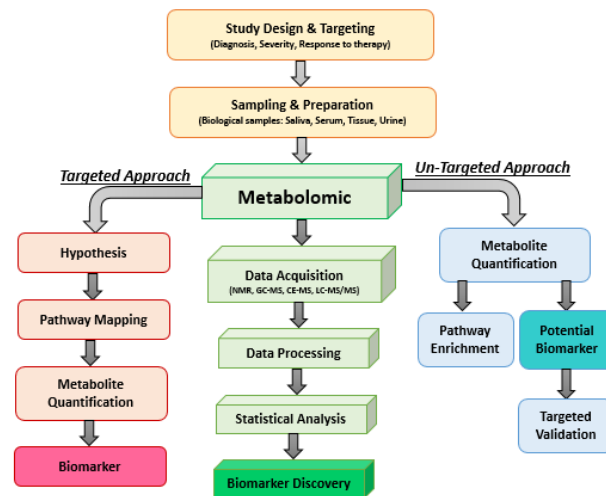 Study Design & Targeting
(Diagnosis, Severity, Response to therapy)
Sampling & Preparation
(Biological samples: Saliva, Serum, Tissue, Urine)
Targeted Approach
Un-Targeted Approach
Metabolomic
Hypothesis
Pathway Mapping
Metabolite
Quantification
Biomarker
Data Acquisition
(NMR, GC-MS, CE-MS, LC-MS/MS)
Data Processing
Statistical Analysis
Biomarker Discovery
Metabolite
Quantification
Pathway
Enrichment
Potential
Biomarker
Targeted
Validation